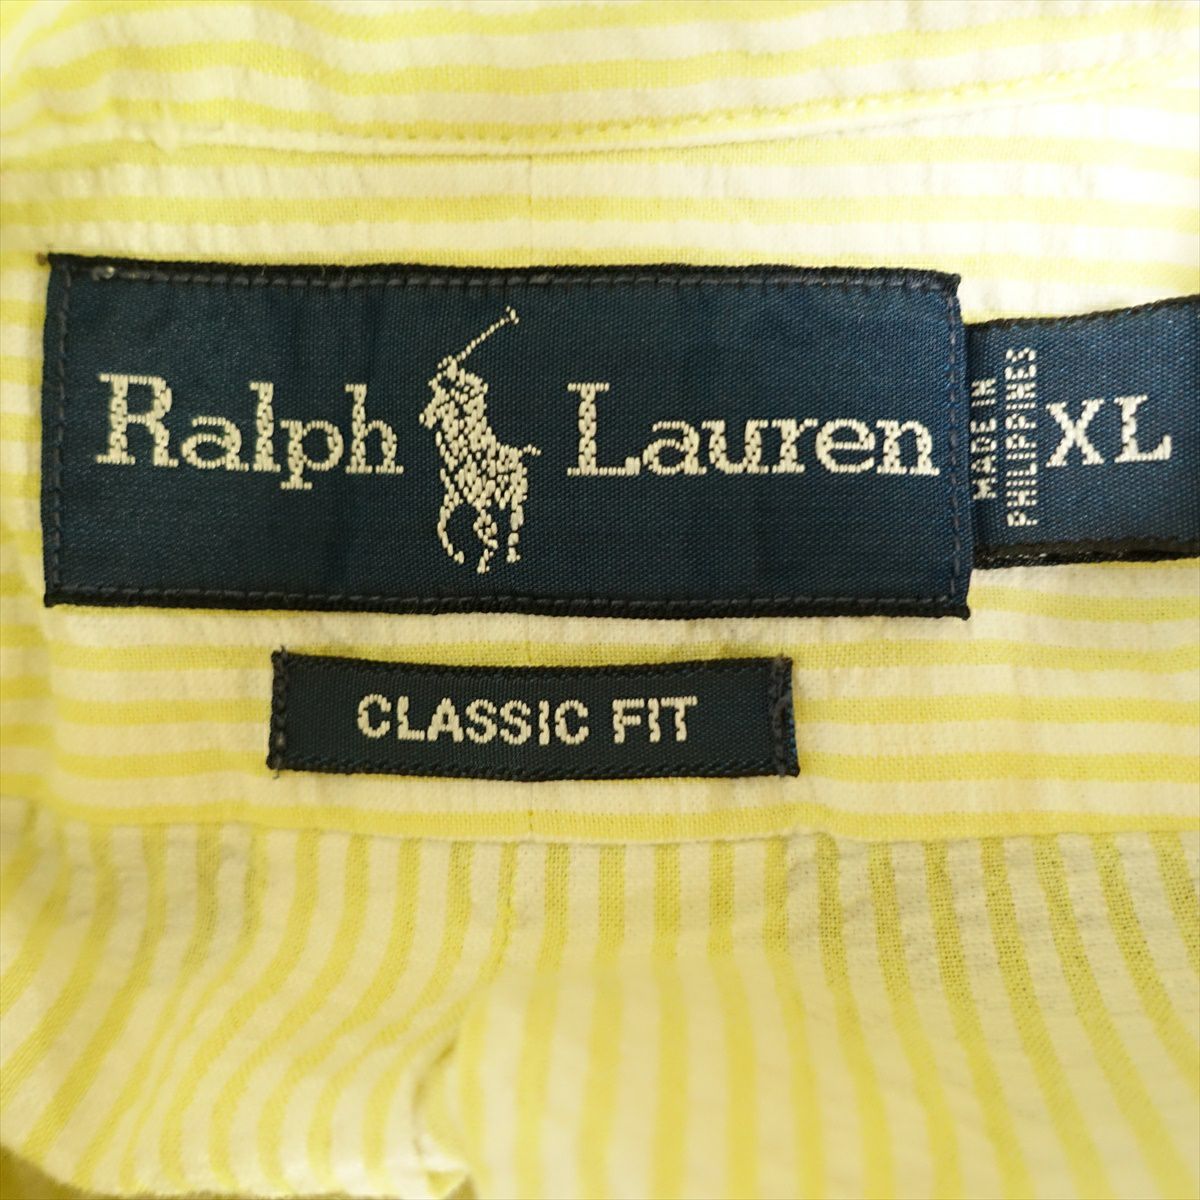 Ralph Lauren
MADE IN
PHILIPPINES
XL
CLASSIC FIT